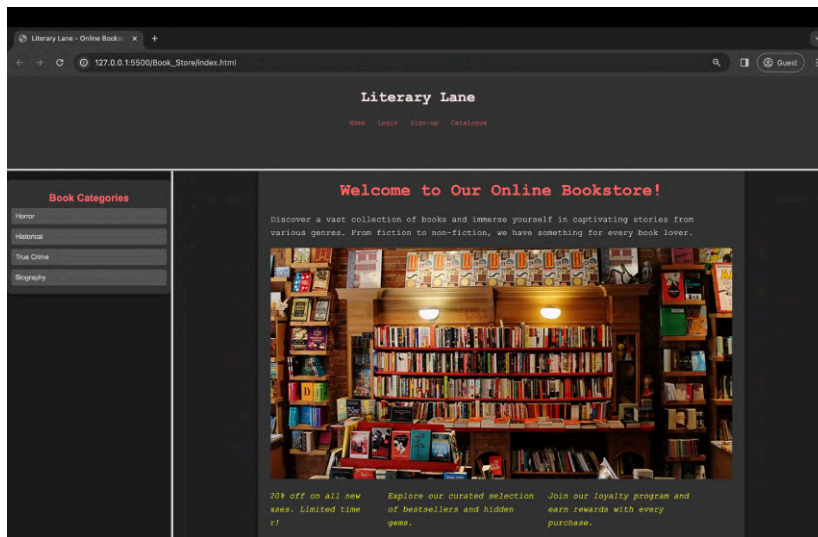 Literary Lane - Online Books
127.0.0.1:5500/Book_Store/index.html
Guest
Literary Lane
Home Login Sign-up Catalogue
Book Categories
Horror
Historical
True Crime
Biography
Welcome to Our Online Bookstore!
Discover a vast collection of books and immerse yourself in captivating stories from
various genres. From fiction to non-fiction, we have something for every book lover.
20% off on all new
ases. Limited time
r!
Explore our curated selection
of bestsellers and hidden
gems.
Join our loyalty program and
earn rewards with every
purchase.